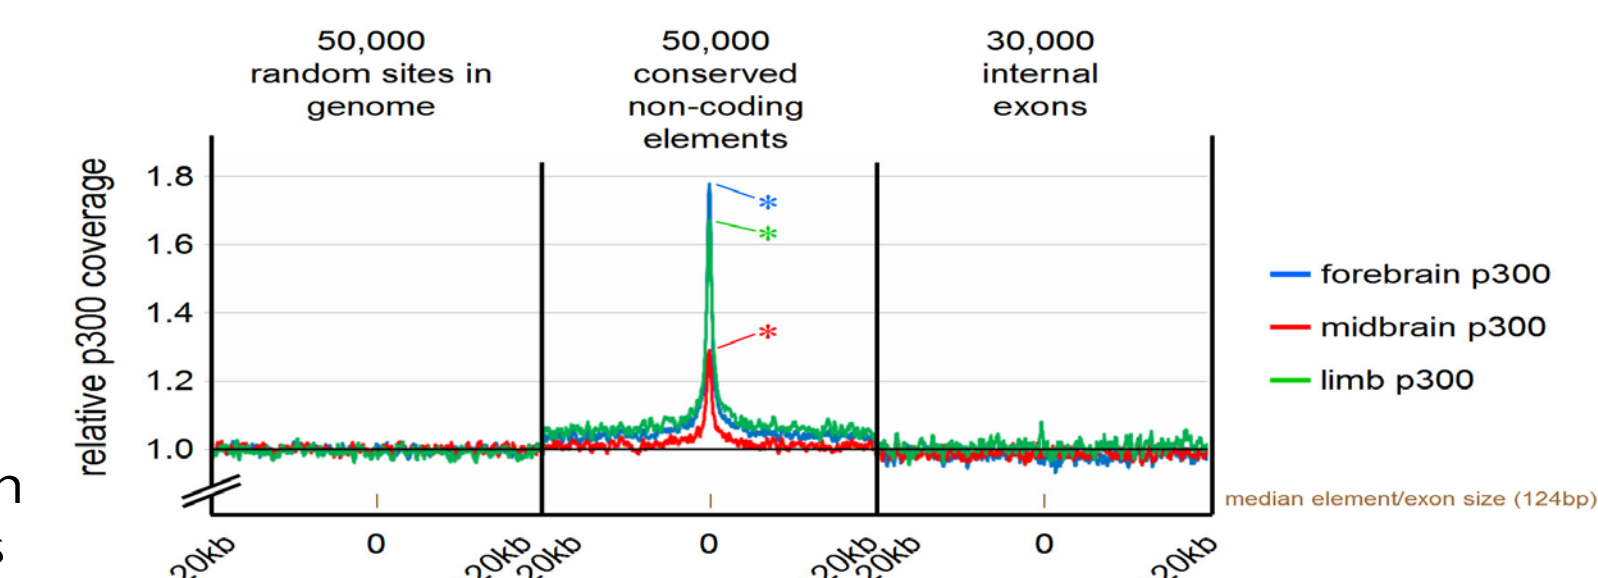 50,000
random sites in
genome
50,000
conserved
non-coding
elements
30,000
internal
exons
relative p300 coverage
1.8
1.6
1.4
1.2
1.0
*
*
*
forebrain p300
midbrain p300
limb p300
median element/exon size (124bp)
20kb
0
20kb
20kb
0
20kb
20kb
0
20kb